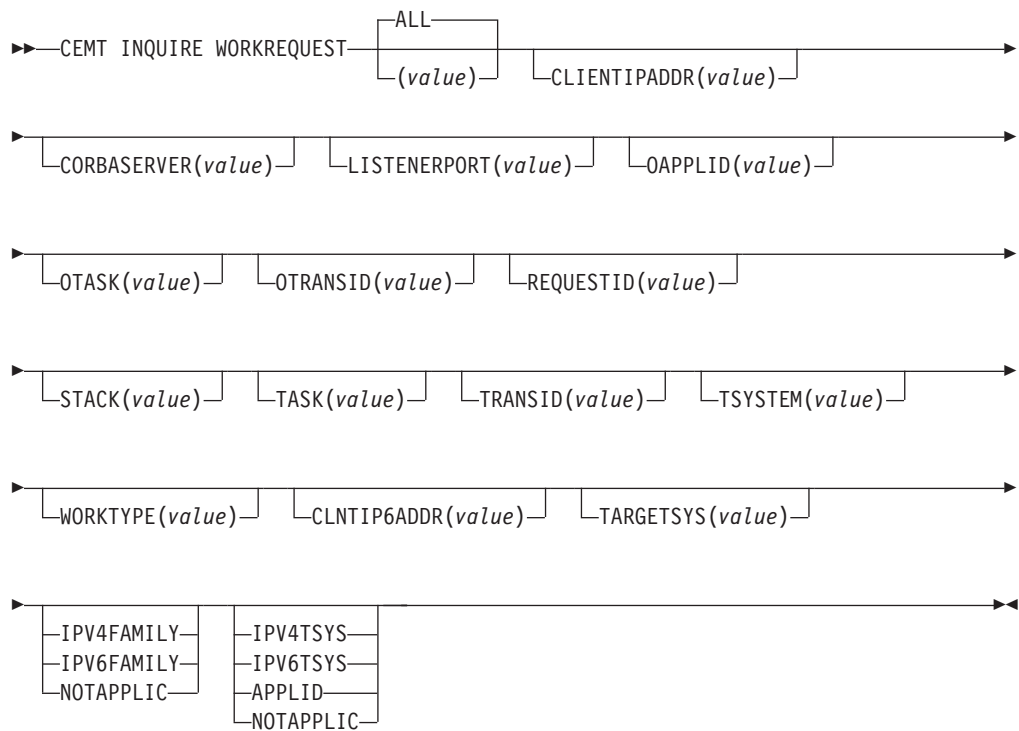 ALL
CEMT INQUIRE WORKREQUEST
(value)
CLIENTIPADDR(value)
CORBASERVER(value) LISTENERPORT(value) OAPPLID(value)
OTASK(value) OTRANSID(value) REQUESTID(value)
STACK(value) TASK(value) TRANSID(value) TSYSTEM(value)
WORKTYPE(value) CLNTIP6ADDR(value) TARGETSYS(value)
IPV4FAMILY IPV4TSYS
IPV6FAMILY IPV6TSYS
NOTAPPLIC APPLID
NOTAPPLIC